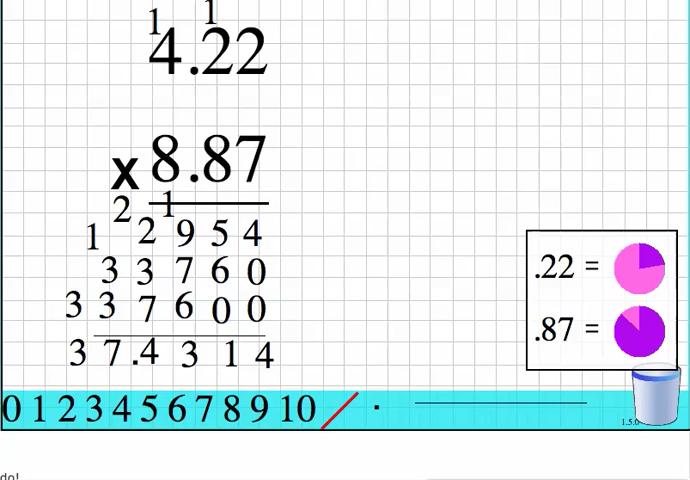 1 1
4.22
x 8.87
2 1
1 2 9 5 4
3 3 7 6 0
3 3 7 6 0 0
3 7 .4 3 1 4
.22 =
.87 =
0 1 2 3 4 5 6 7 8 9 10 / .
1.5.0
do!